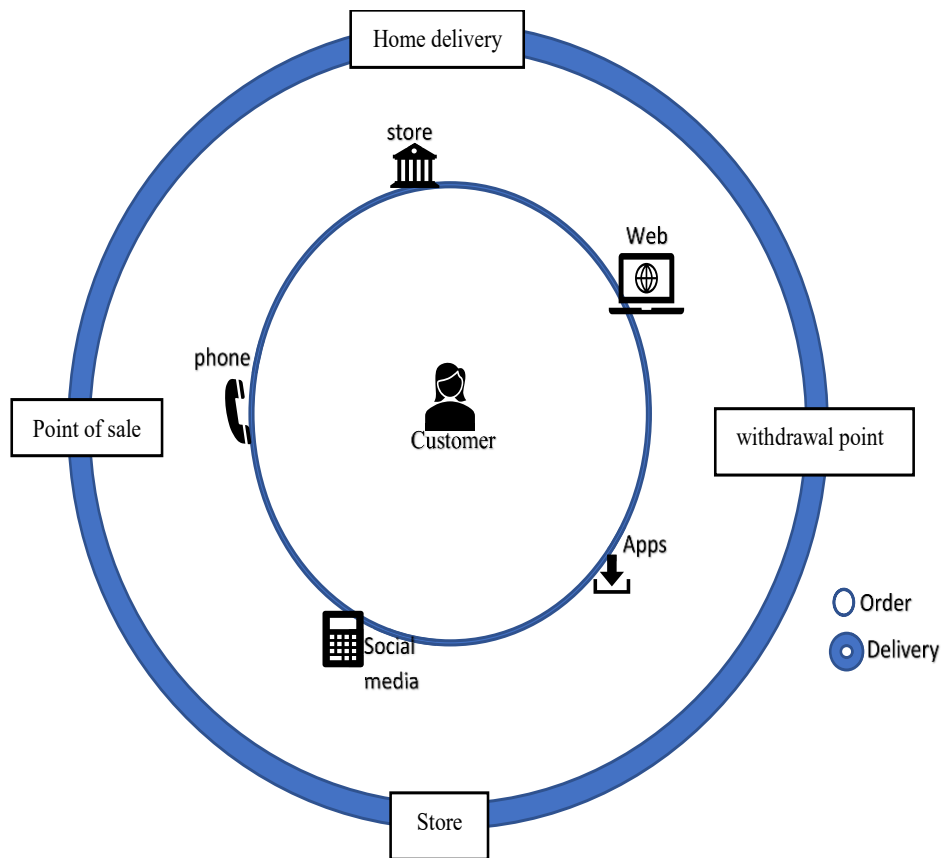 Home delivery
store
Web
phone
Point of sale
Customer
withdrawal point
Apps
Order
Social
media
Delivery
Store